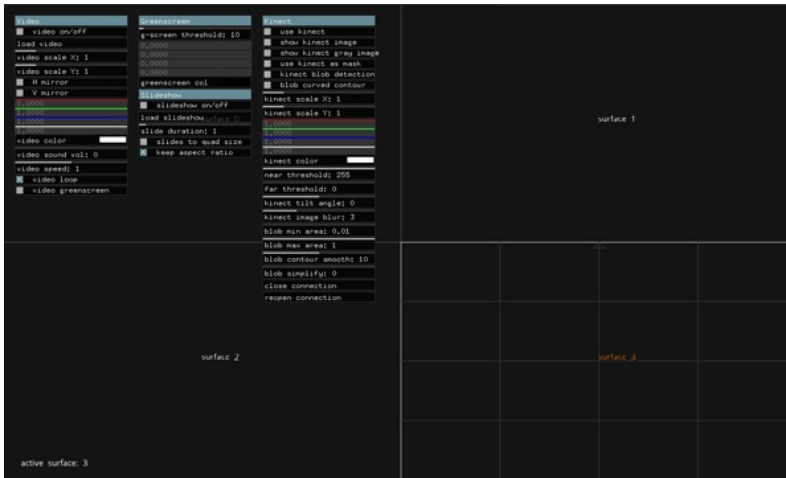 Video
video on/off
load video
video scale X: 1
video scale Y: 1
H mirror
V mirror
1.0000
1.0000
1.0000
1.0000
video color
video sound vol: 0
video speed: 1
video loop
video greenscreen
Greenscreen
g-screen threshold: 10
0.0000
0.0000
0.0000
0.0000
greenscreen col
Slideshow
slideshow on/off
load slideshow
surface 0
slide duration: 1
slides to quad size
keep aspect ratio
Kinect
use kinect
show kinect image
show kinect gray image
use kinect as mask
kinect blob detection
blob curved contour
kinect scale X: 1
kinect scale Y: 1
1.0000
1.0000
1.0000
1.0000
kinect color
near threshold: 255
far threshold: 0
kinect tilt angle: 0
kinect image blur: 3
blob min area: 0.01
blob max area: 1
blob contour smooth: 10
blob simplify: 0
close connection
reopen connection
surface 1
surface 2
surface 3
active surface: 3